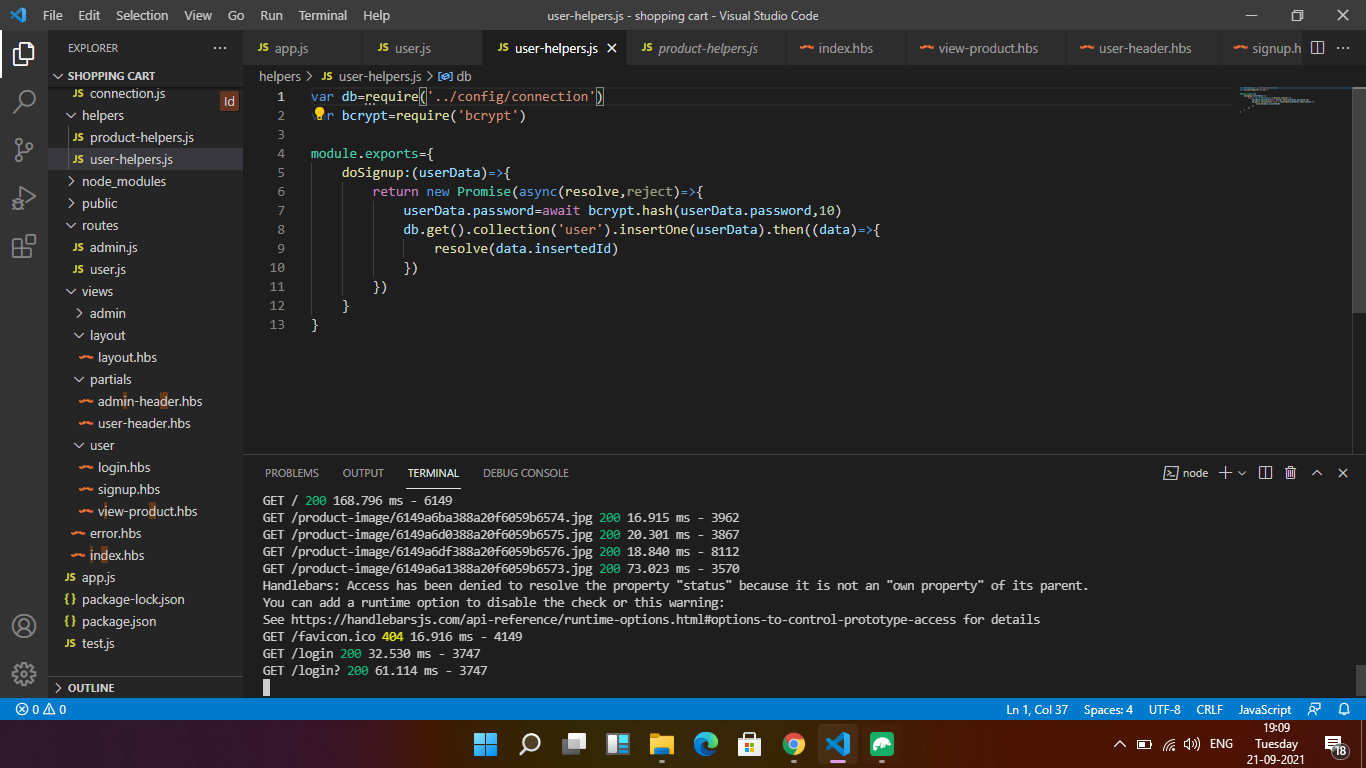 File Edit Selection View Go Run Terminal Help
user-helpers.js - shopping cart - Visual Studio Code
EXPLORER
SHOPPING CART
JS connection.js
Id
helpers
JS product-helpers.js
JS user-helpers.js
node_modules
public
routes
JS admin.js
JS user.js
views
admin
layout
layout.hbs
partials
admin-header.hbs
user-header.hbs
user
login.hbs
signup.hbs
view-product.hbs
error.hbs
index.hbs
JS app.js
{} package-lock.json
{} package.json
JS test.js
OUTLINE
JS app.js JS user.js JS user-helpers.js JS product-helpers.js index.hbs view-product.hbs user-header.hbs signup.h
helpers > JS user-helpers.js > db
1 var db=require('../config/connection')
2 r bcrypt=require('bcrypt')
3
4 module.exports={
5 doSignup:(userData)=>{
6 return new Promise(async(resolve,reject)=>{
7 userData.password=await bcrypt.hash(userData.password,10)
8 db.get().collection('user').insertOne(userData).then((data)=>{
9 resolve(data.insertedId)
10 })
11 })
12 }
13 }
PROBLEMS OUTPUT TERMINAL DEBUG CONSOLE
node
GET / 200 168.796 ms - 6149
GET /product-image/6149a6ba388a20f6059b6574.jpg 200 16.915 ms - 3962
GET /product-image/6149a6d0388a20f6059b6575.jpg 200 20.301 ms - 3867
GET /product-image/6149a6df388a20f6059b6576.jpg 200 18.840 ms - 8112
GET /product-image/6149a6a1388a20f6059b6573.jpg 200 73.023 ms - 3570
Handlebars: Access has been denied to resolve the property "status" because it is not an "own property" of its parent.
You can add a runtime option to disable the check or this warning:
See https://handlebarsjs.com/api-reference/runtime-options.html#options-to-control-prototype-access for details
GET /favicon.ico 404 16.916 ms - 4149
GET /login 200 32.530 ms - 3747
GET /login? 200 61.114 ms - 3747
0 0
Ln 1, Col 37 Spaces: 4 UTF-8 CRLF JavaScript
ENG
19:09
Tuesday
21-09-2021
18